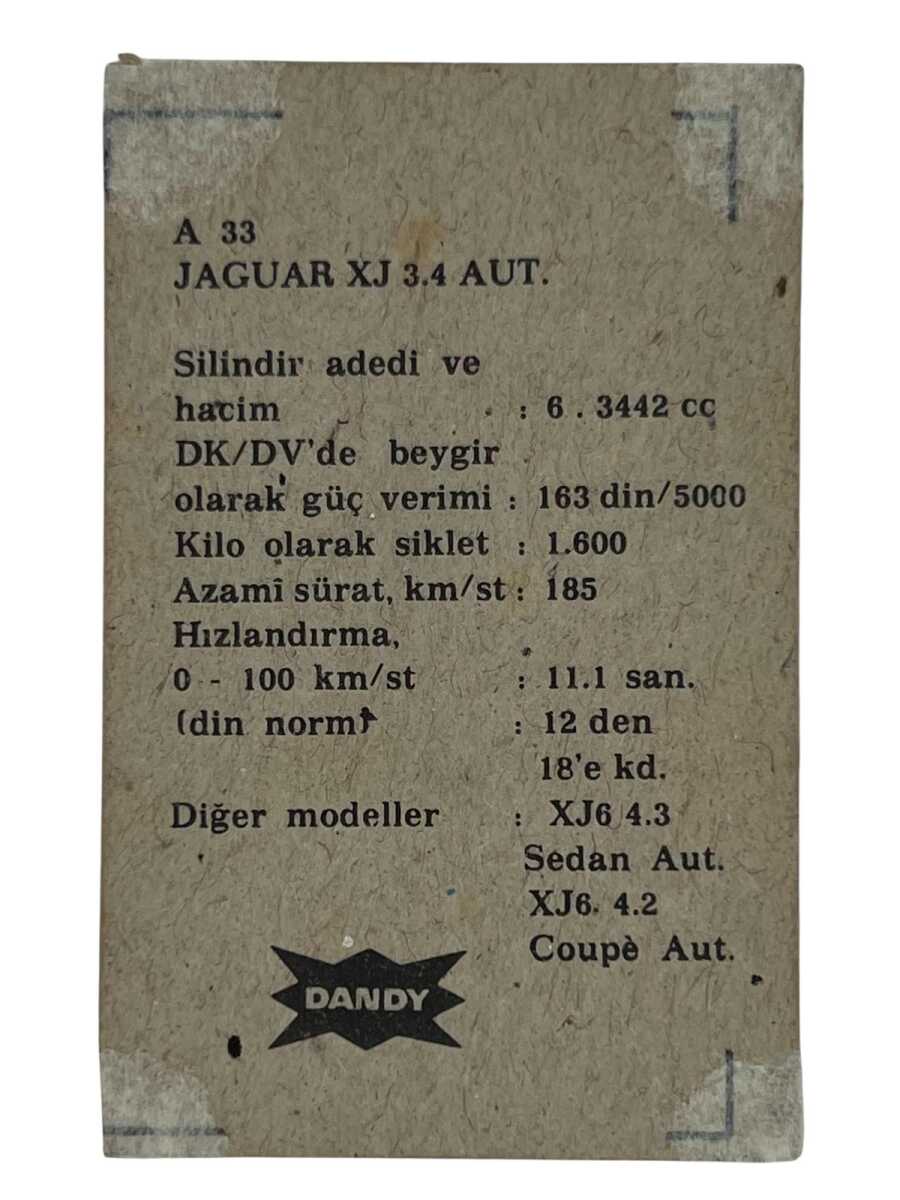 A 33
JAGUAR XJ 3.4 AUT.
Silindir adedi ve
hacim : 6 . 3442 cc
DK/DV'de beygir
olarak güç verimi : 163 din/5000
Kilo olarak siklet : 1.600
Azamî sürat, km/st : 185
Hızlandırma,
0 - 100 km/st : 11.1 san.
(din norm) : 12 den
18'e kd.
Diğer modeller : XJ6 4.3
Sedan Aut.
XJ6. 4.2
Coupè Aut.
DANDY